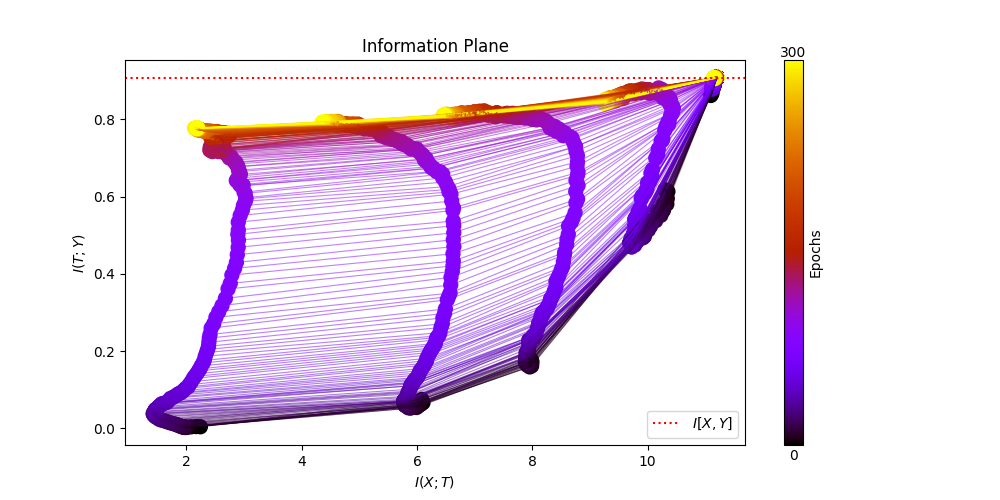 Information Plane
300
0.8
0.6
0.4
0.2
0.0
I(T; Y)
Epochs
I[X, Y]
2
4
6
8
10
0
I(X; T)